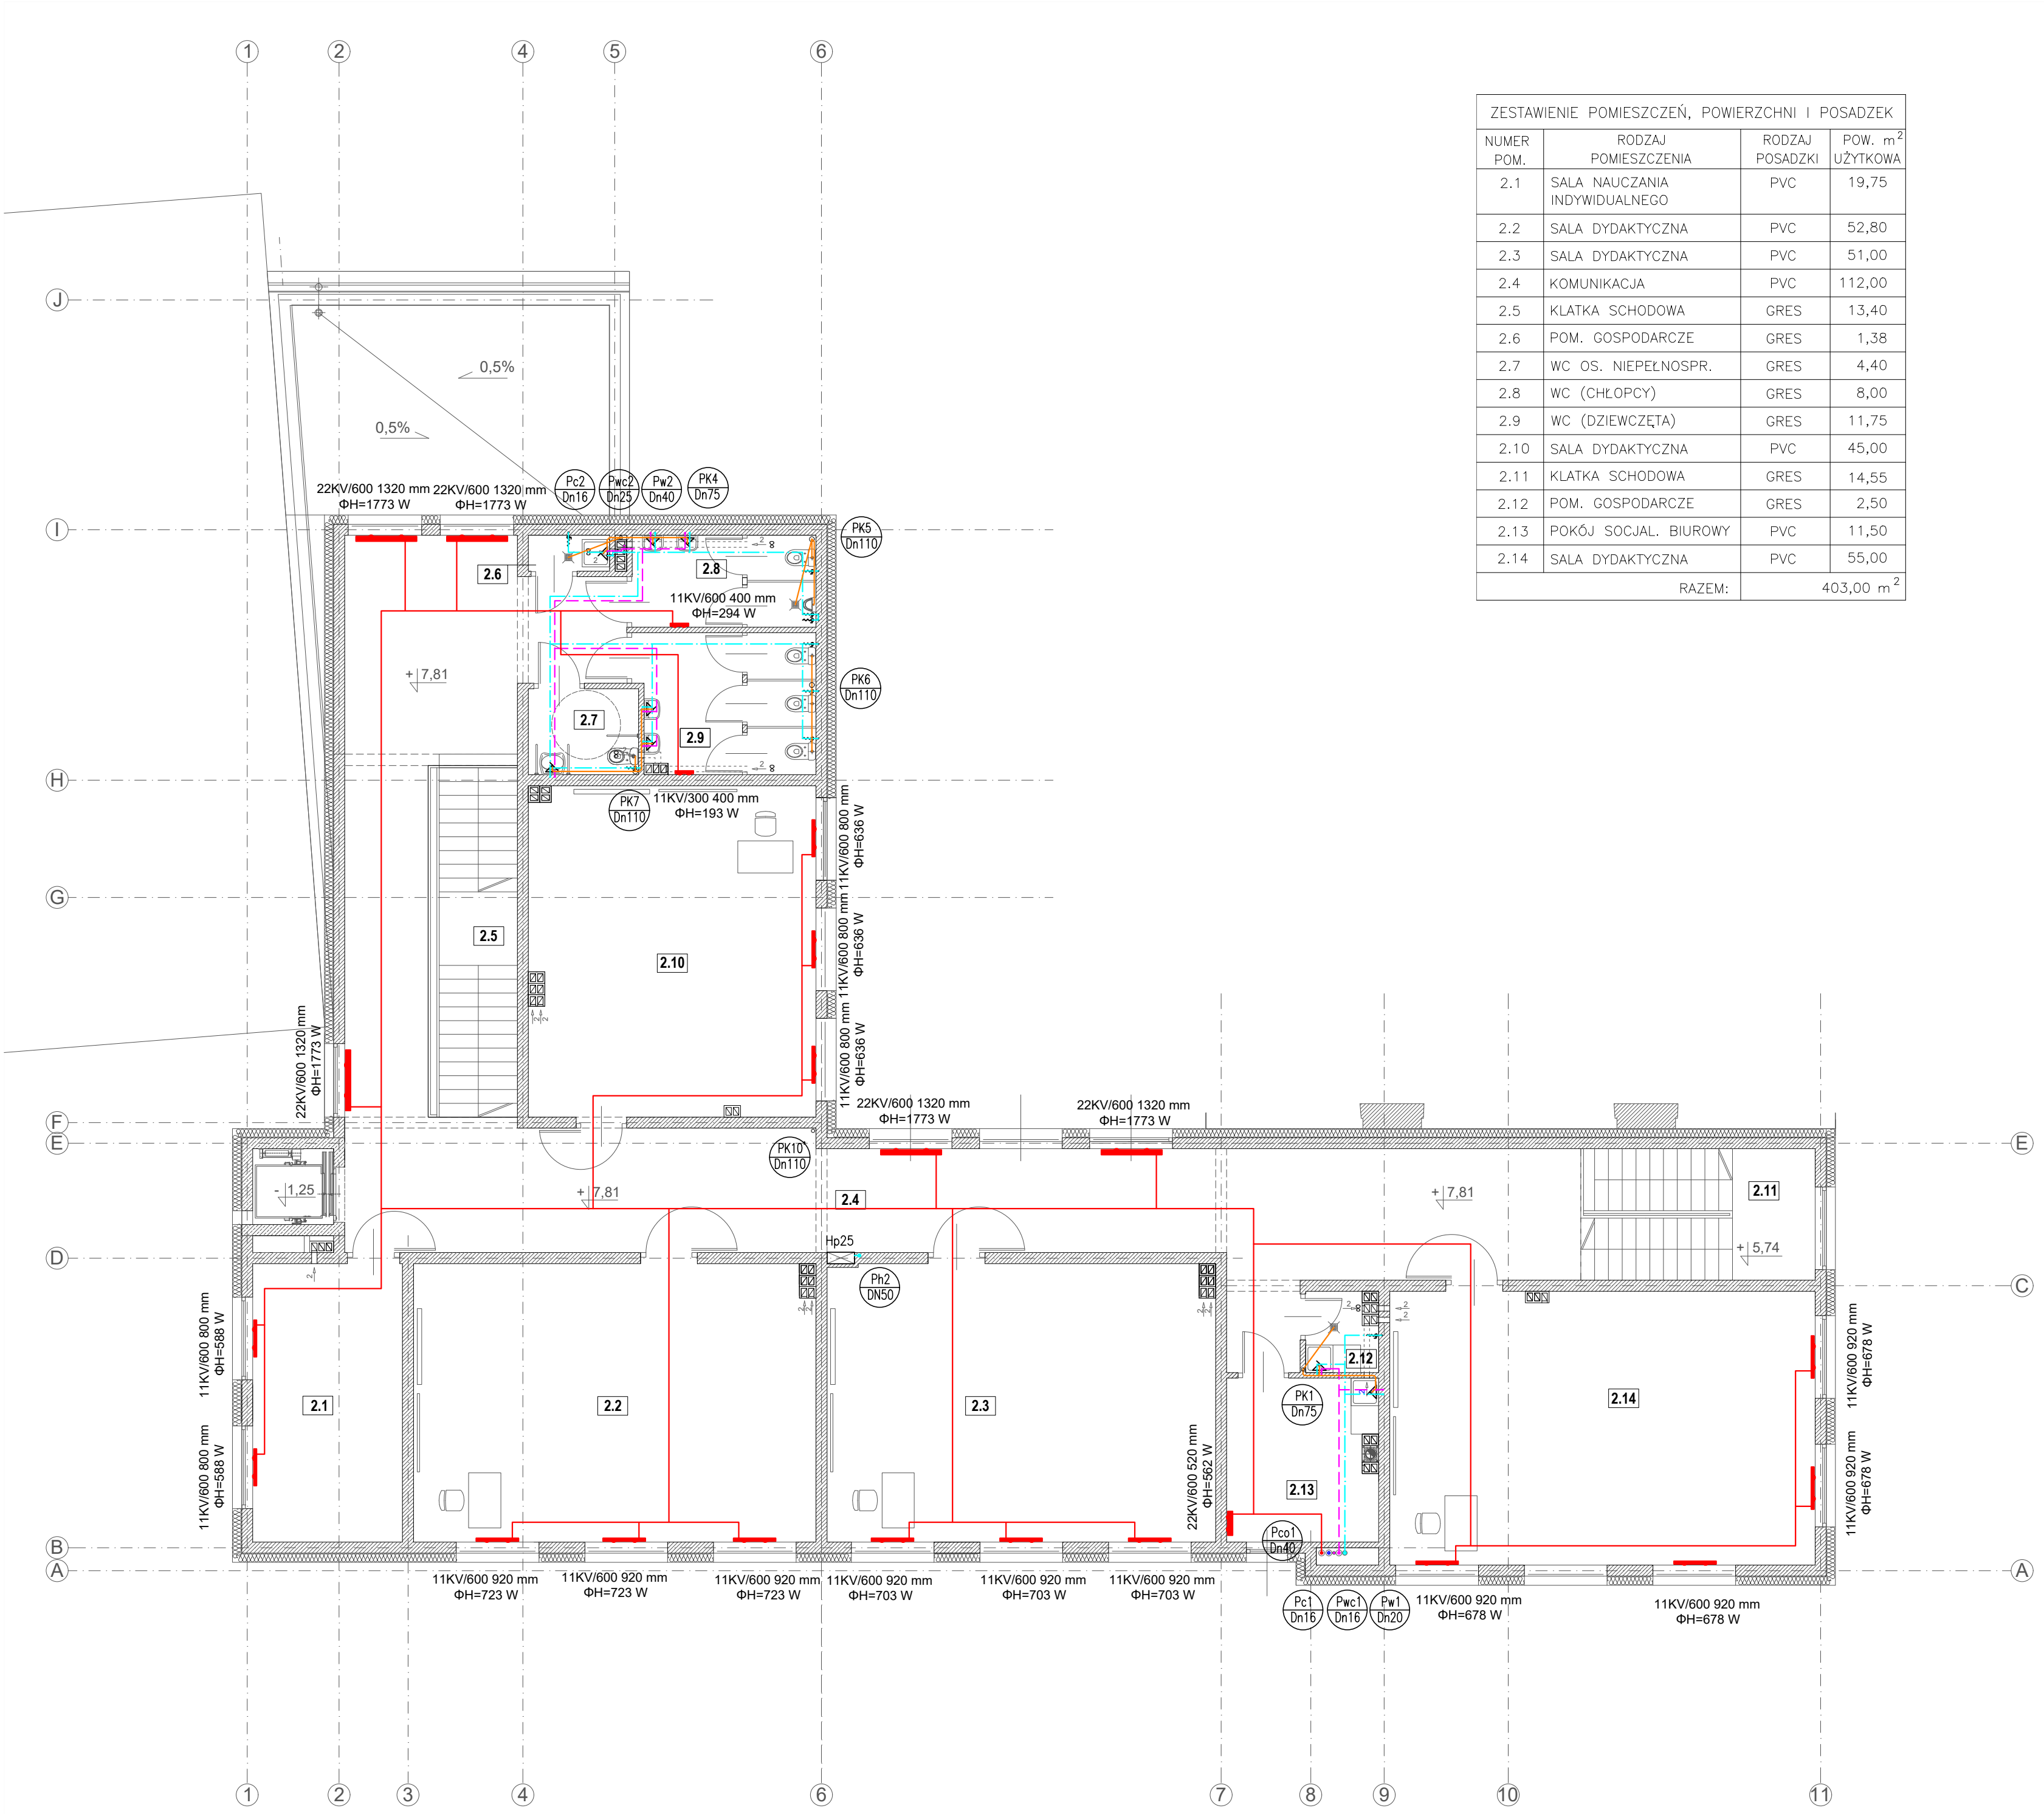 1 2 4 5 6
ZESTAWIENIE POMIESZCZEŃ, POWIERZCHNI I POSADZEK
NUMER POM. RODZAJ POMIESZCZENIA RODZAJ POSADZKI POW. m2 UŻYTKOWA
2.1 SALA NAUCZANIA INDYWIDUALNEGO PVC 19,75
2.2 SALA DYDAKTYCZNA PVC 52,80
2.3 SALA DYDAKTYCZNA PVC 51,00
2.4 KOMUNIKACJA PVC 112,00
2.5 KLATKA SCHODOWA GRES 13,40
2.6 POM. GOSPODARCZE GRES 1,38
2.7 WC OS. NIEPEŁNOSPR. GRES 4,40
2.8 WC (CHŁOPCY) GRES 8,00
2.9 WC (DZIEWCZĘTA) GRES 11,75
2.10 SALA DYDAKTYCZNA PVC 45,00
2.11 KLATKA SCHODOWA GRES 14,55
2.12 POM. GOSPODARCZE GRES 2,50
2.13 POKÓJ SOCJAL. BIUROWY PVC 11,50
2.14 SALA DYDAKTYCZNA PVC 55,00
RAZEM: 403,00 m2
J
0,5%
0,5%
22KV/600 1320 mm
ΦH=1773 W
22KV/600 1320 mm
ΦH=1773 W
Pc2
Dn16
Pwc2
Dn25
Pw2
Dn40
PK4
Dn75
I
PK5
Dn110
2.6
2.8
11KV/600 400 mm
ΦH=294 W
+ 7,81
PK6
Dn110
2.7
2.9
H
PK7
Dn110
11KV/300 400 mm
ΦH=193 W
11KV/600 800 mm
ΦH=636 W
G
2.5
2.10
11KV/600 800 mm
ΦH=636 W
11KV/600 800 mm
ΦH=636 W
22KV/600 1320 mm
ΦH=1773 W
22KV/600 1320 mm
ΦH=1773 W
22KV/600 1320 mm
ΦH=1773 W
F
E
E
PK10'
Dn110
- 1,25
+ 7,81
2.4
+ 7,81
2.11
+ 5,74
D
Hp25
Ph2
DN50
C
11KV/600 800 mm
ΦH=588 W
11KV/600 800 mm
ΦH=588 W
2.1
2.2
2.3
2.12
PK1
Dn75
2.14
11KV/600 920 mm
ΦH=678 W
11KV/600 920 mm
ΦH=678 W
22KV/600 520 mm
ΦH=562 W
2.13
Pco1
Dn40
B
A
A
11KV/600 920 mm
ΦH=723 W
11KV/600 920 mm
ΦH=723 W
11KV/600 920 mm
ΦH=723 W
11KV/600 920 mm
ΦH=703 W
11KV/600 920 mm
ΦH=703 W
11KV/600 920 mm
ΦH=703 W
Pc1
Dn16
Pwc1
Dn16
Pw1
Dn20
11KV/600 920 mm
ΦH=678 W
11KV/600 920 mm
ΦH=678 W
1 2 3 4 6 7 8 9 10 11